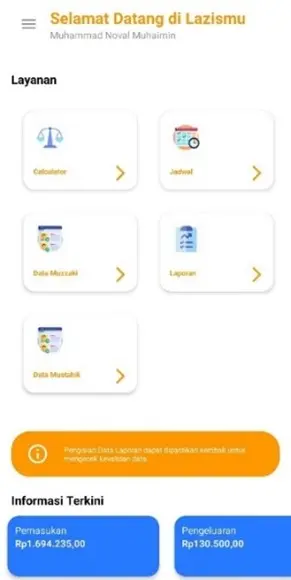 Selamat Datang di Lazismu
Muhammad Noval Muhaimin
Layanan
Calculator
Jadwal
Data Muzzaki
Laporan
Data Mustahik
Pengisian Data Laporan dapat dipastikan kembali untuk
mengecek kevalidan data.
Informasi Terkini
Pemasukan
Rp1.694.235,00
Pengeluaran
Rp130.500,00